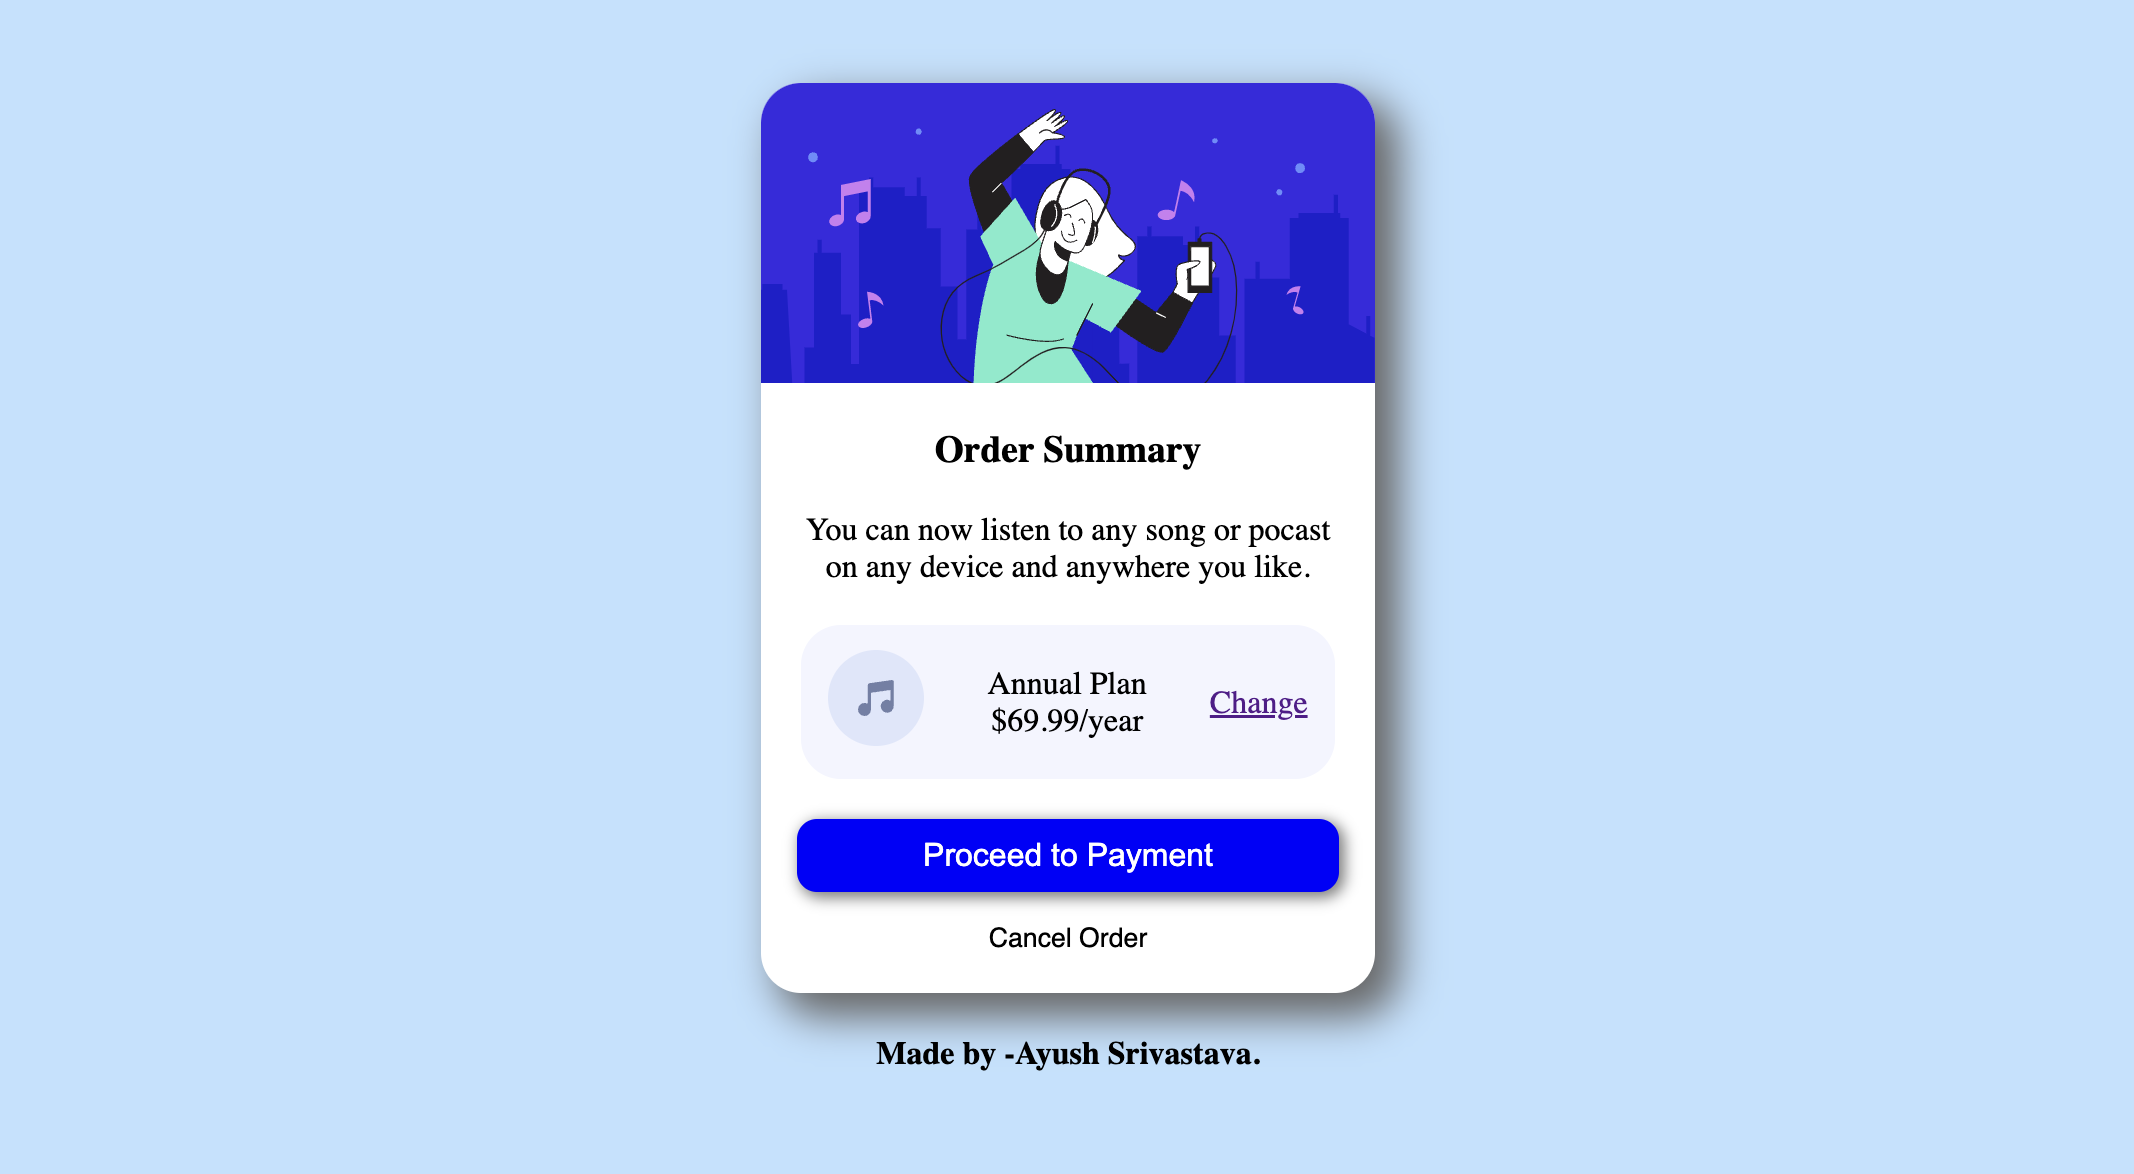 Order Summary
You can now listen to any song or pocast
on any device and anywhere you like.
Annual Plan
$69.99/year
Change
Proceed to Payment
Cancel Order
Made by -Ayush Srivastava.